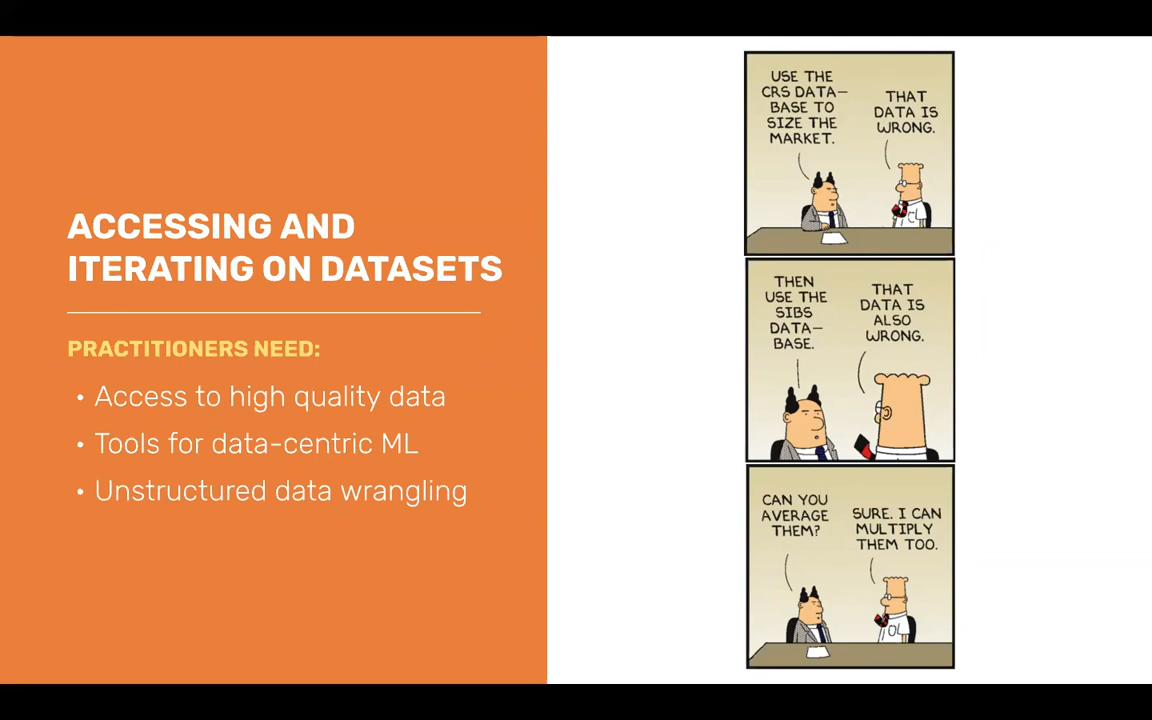 ACCESSING AND
ITERATING ON DATASETS
PRACTITIONERS NEED:
• Access to high quality data
• Tools for data-centric ML
• Unstructured data wrangling
USE THE
CRS DATA-
BASE TO
SIZE THE
MARKET.
THAT
DATA IS
WRONG.
THEN
USE THE
SIBS
DATA-
BASE.
THAT
DATA IS
ALSO
WRONG.
CAN YOU
AVERAGE
THEM?
SURE. I CAN
MULTIPLY
THEM TOO.